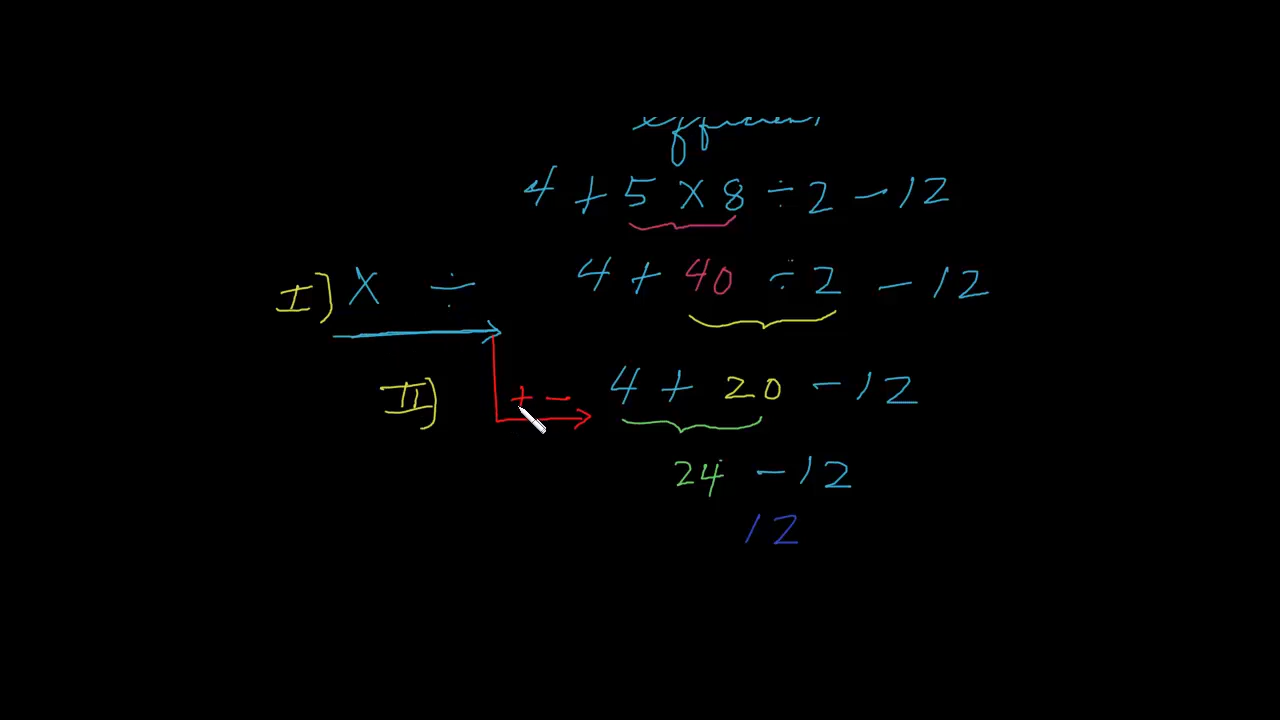 4 + 5 × 8 ÷ 2 - 12
I) × ÷ 4 + 40 ÷ 2 - 12
II) + - 4 + 20 - 12
24 - 12
12